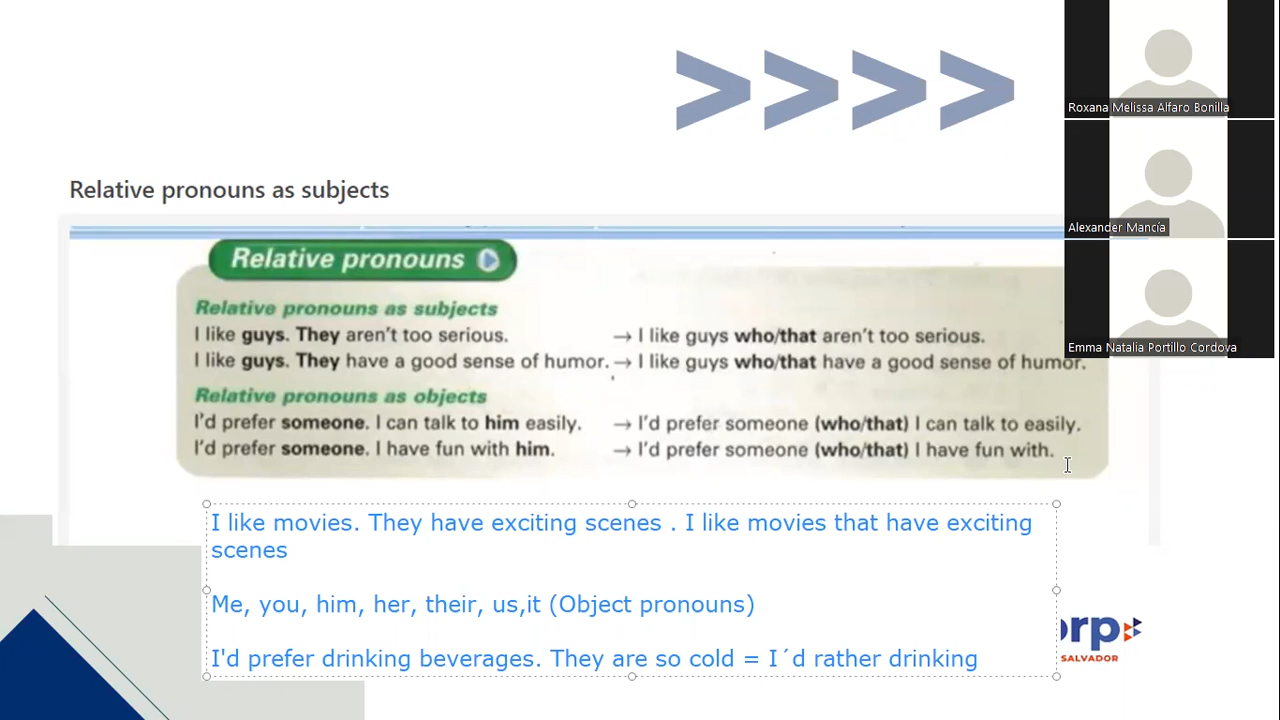 >>>>
Roxana Melissa Alfaro Bonilla
Alexander Mancía
Emma Natalia Portillo Cordova
Relative pronouns as subjects
Relative pronouns
Relative pronouns as subjects
I like guys. They aren't too serious. → I like guys who/that aren't too serious.
I like guys. They have a good sense of humor. → I like guys who/that have a good sense of humor.
Relative pronouns as objects
I'd prefer someone. I can talk to him easily. → I'd prefer someone (who/that) I can talk to easily.
I'd prefer someone. I have fun with him. → I'd prefer someone (who/that) I have fun with.
I like movies. They have exciting scenes . I like movies that have exciting
scenes
Me, you, him, her, their, us,it (Object pronouns)
I'd prefer drinking beverages. They are so cold = I´d rather drinking
orp
SALVADOR